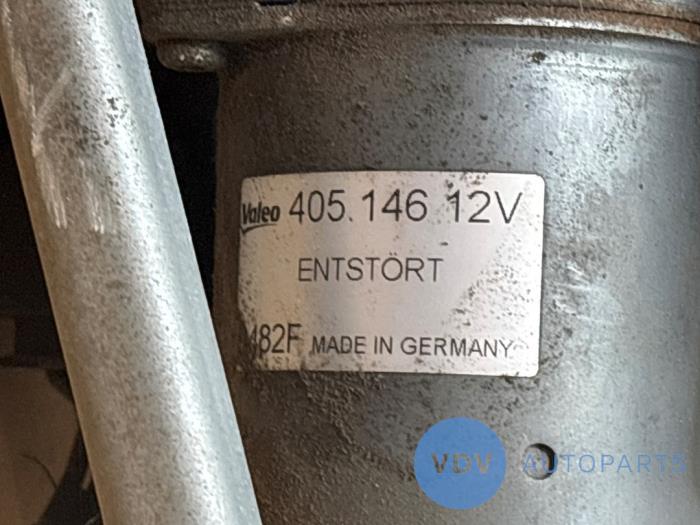 Valeo 405.146 12V
ENTSTÖRT
482F MADE IN GERMANY
VDV AUTOPARTS